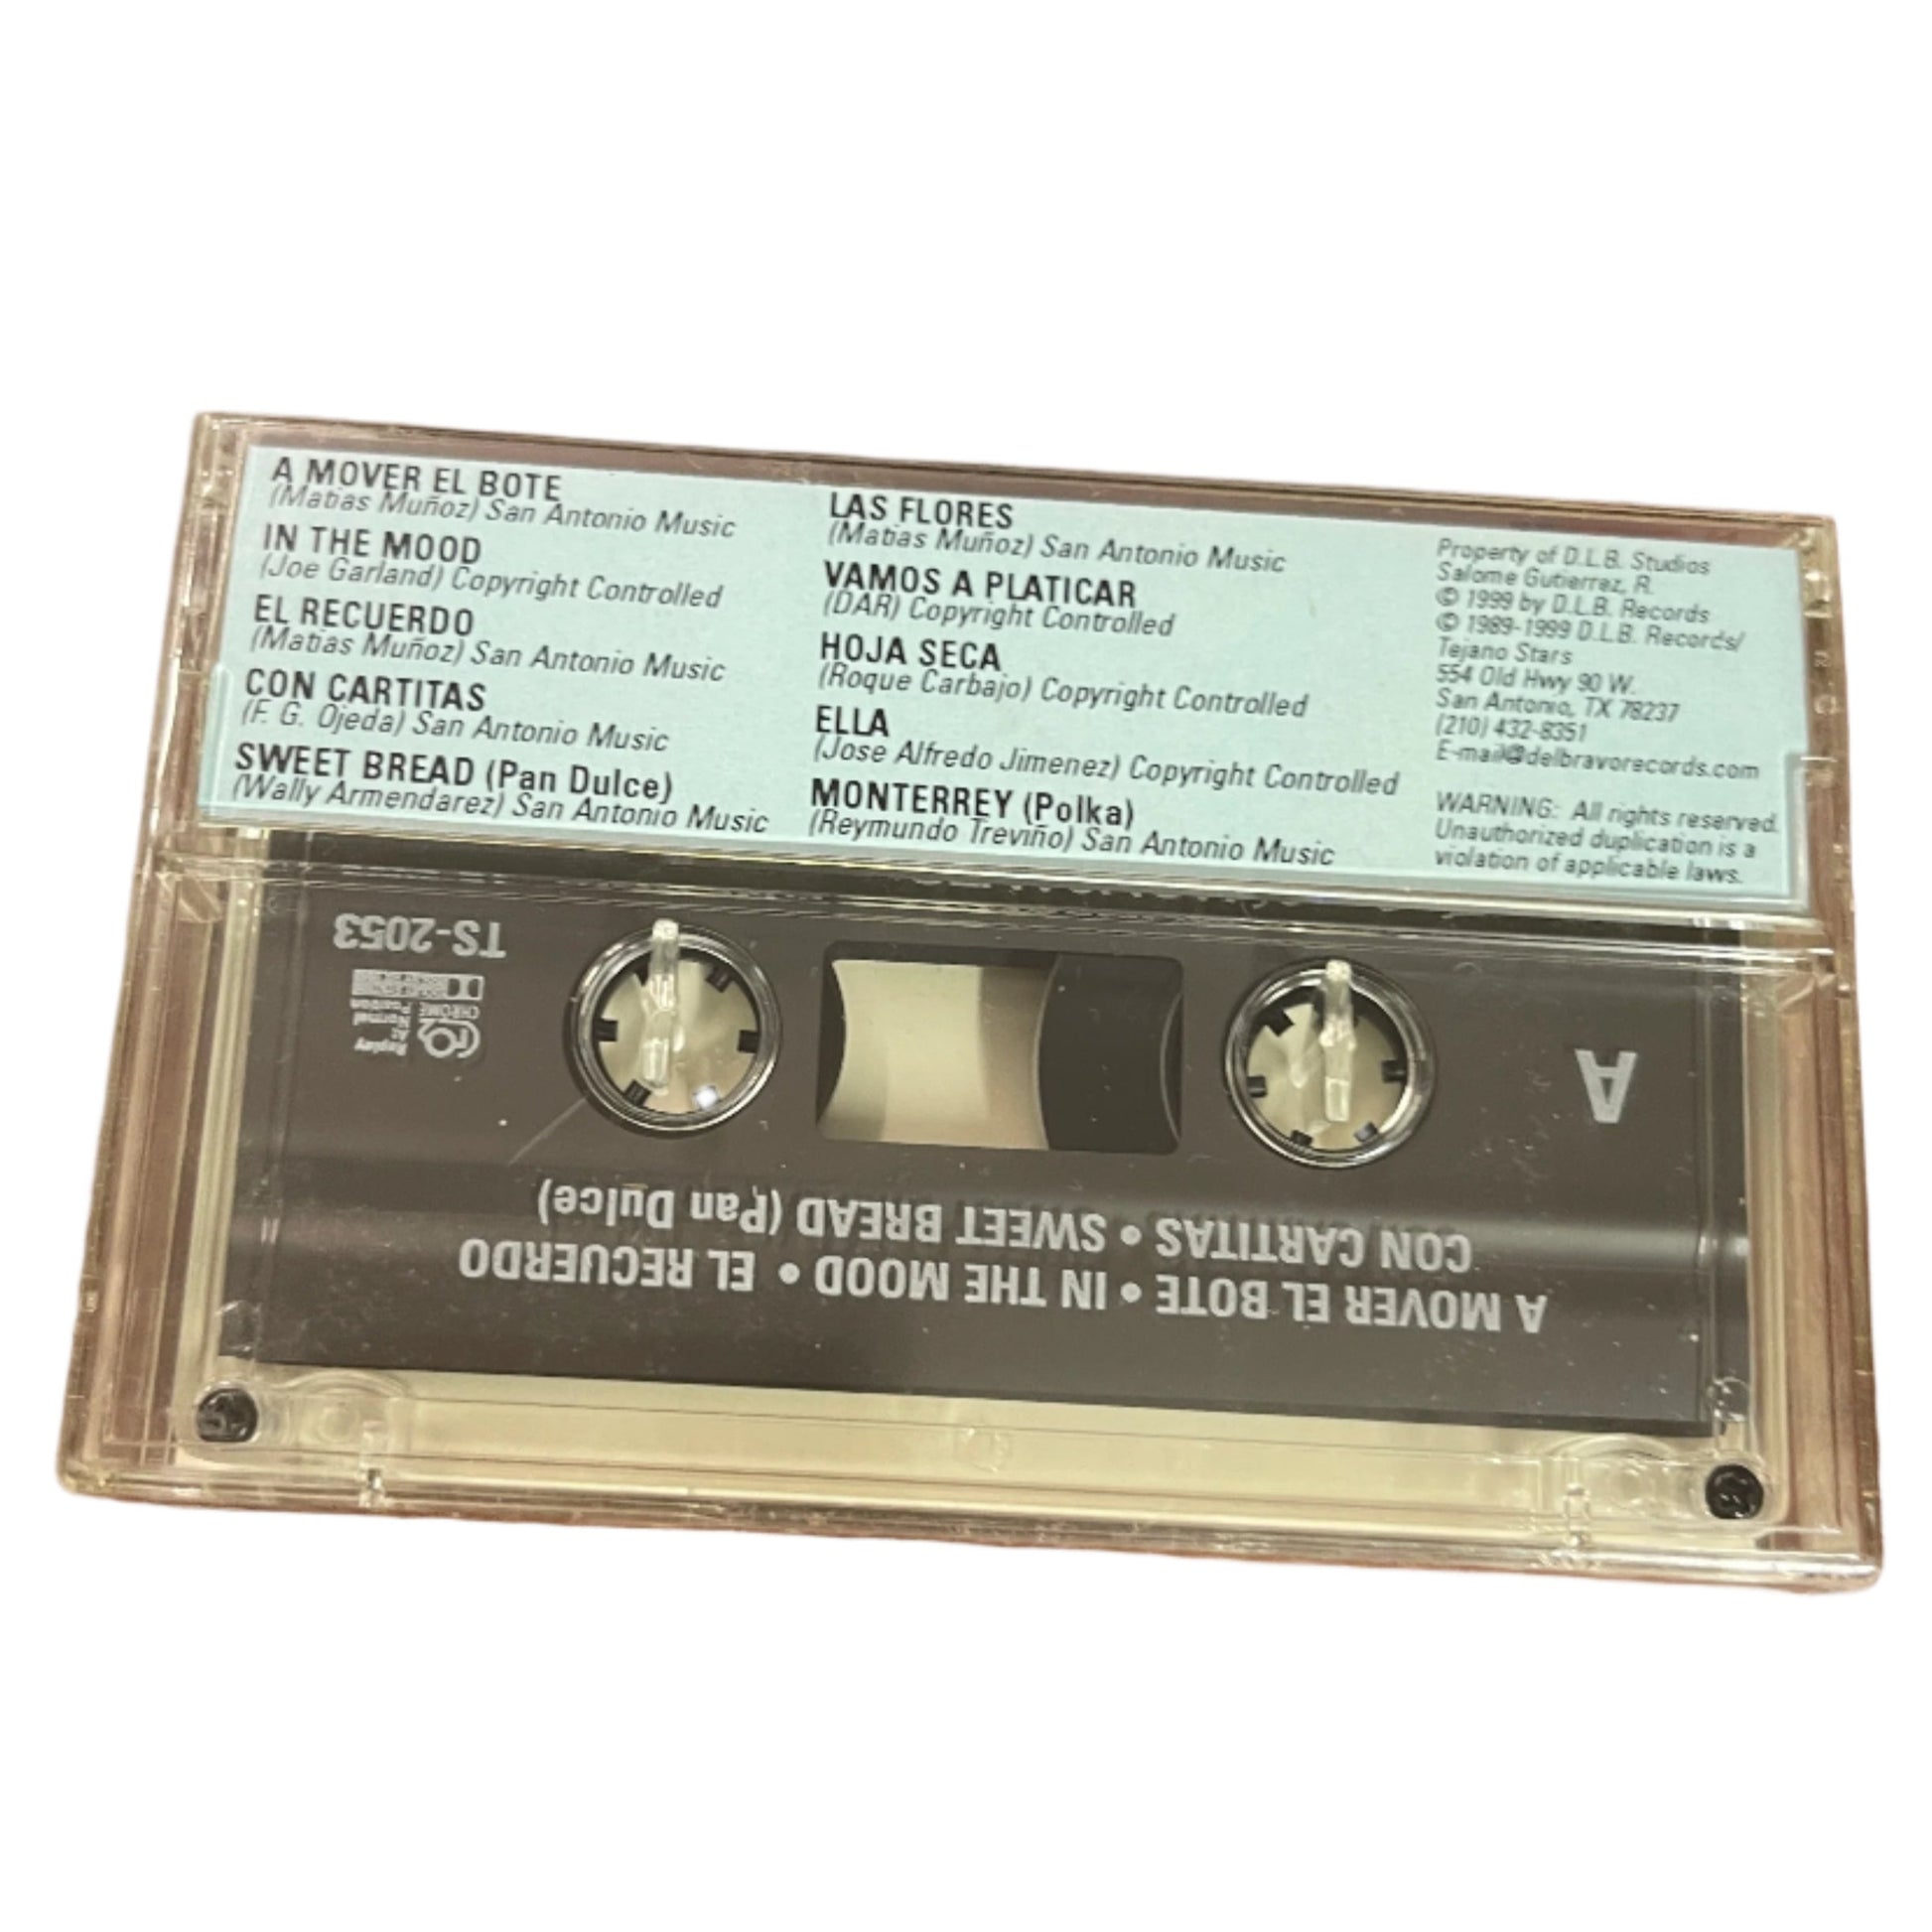 A MOVER EL BOTE
(Matias Muñoz) San Antonio Music
IN THE MOOD
(Joe Garland) Copyright Controlled
EL RECUERDO
(Matias Muñoz) San Antonio Music
CON CARTITAS
(F. G. Ojeda) San Antonio Music
SWEET BREAD (Pan Dulce)
(Wally Armendarez) San Antonio Music
LAS FLORES
(Matias Muñoz) San Antonio Music
VAMOS A PLATICAR
(DAR) Copyright Controlled
HOJA SECA
(Roque Carbajo) Copyright Controlled
ELLA
(Jose Alfredo Jimenez) Copyright Controlled
MONTERREY (Polka)
(Reymundo Treviño) San Antonio Music
Property of D.L.B. Studios
Salome Gutierrez, R.
© 1999 by D.L.B. Records
© 1989-1999 D.L.B. Records/
Tejano Stars
554 Old Hwy 90 W.
San Antonio, TX 78237
(210) 432-8351
E-mail@delbravorecords.com
WARNING: All rights reserved.
Unauthorized duplication is a
violation of applicable laws.
A MOVER EL BOTE • IN THE MOOD • EL RECUERDO
CON CARTITAS • SWEET BREAD (Pan Dulce)
A
Replay
At
Normal
Position
CHROME
TS-2053